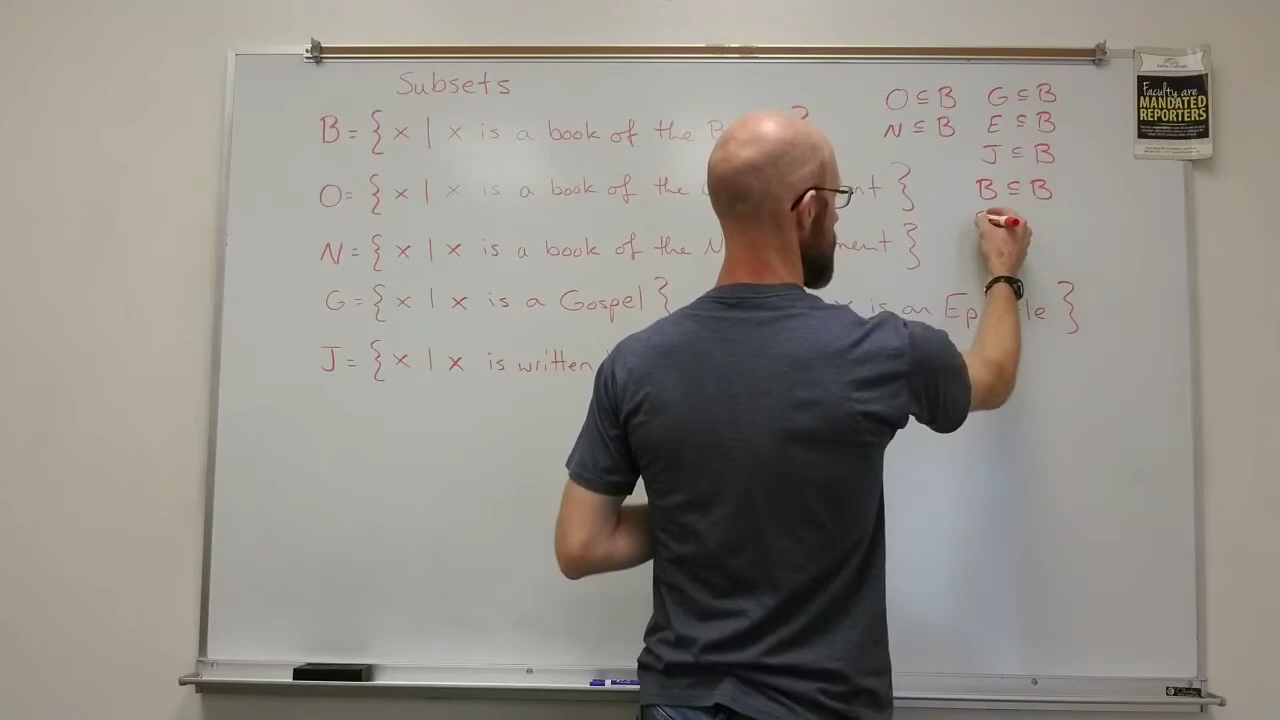 Subsets
B = { x | x is a book of the B }
O = { x | x is a book of the ment }
N = { x | x is a book of the N ment }
G = { x | x is a Gospel } x is an Ep le }
J = { x | x is written
O ⊆ B G ⊆ B
N ⊆ B E ⊆ B
J ⊆ B
B ⊆ B
Faculty are
MANDATED
REPORTERS